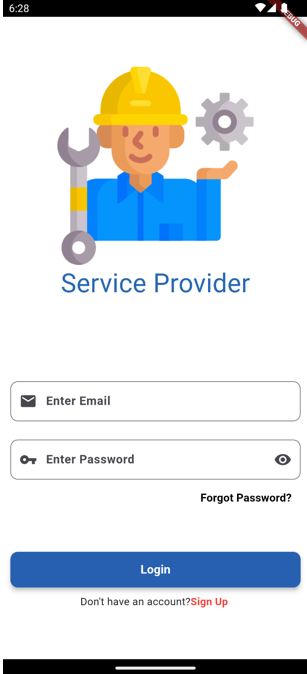 6:28
DEBUG
Service Provider
Enter Email
Enter Password
Forgot Password?
Login
Don't have an account?Sign Up